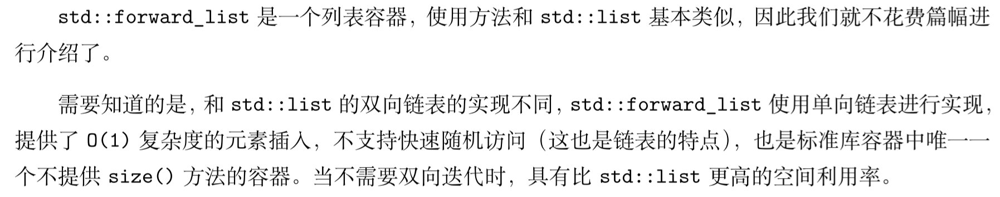 std::forward_list 是一个列表容器，使用方法和 std::list 基本类似，因此我们就不花费篇幅进
行介绍了。
需要知道的是，和 std::list 的双向链表的实现不同，std::forward_list 使用单向链表进行实现，
提供了 O(1) 复杂度的元素插入，不支持快速随机访问（这也是链表的特点），也是标准库容器中唯一一
个不提供 size() 方法的容器。当不需要双向迭代时，具有比 std::list 更高的空间利用率。